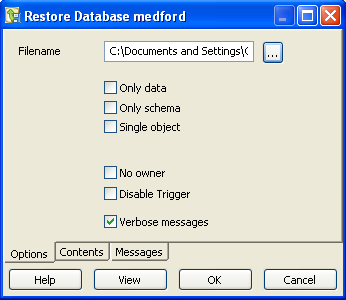 Restore Database medford
Filename C:\Documents and Settings\ ...
Only data
Only schema
Single object
No owner
Disable Trigger
Verbose messages
Options Contents Messages
Help View OK Cancel